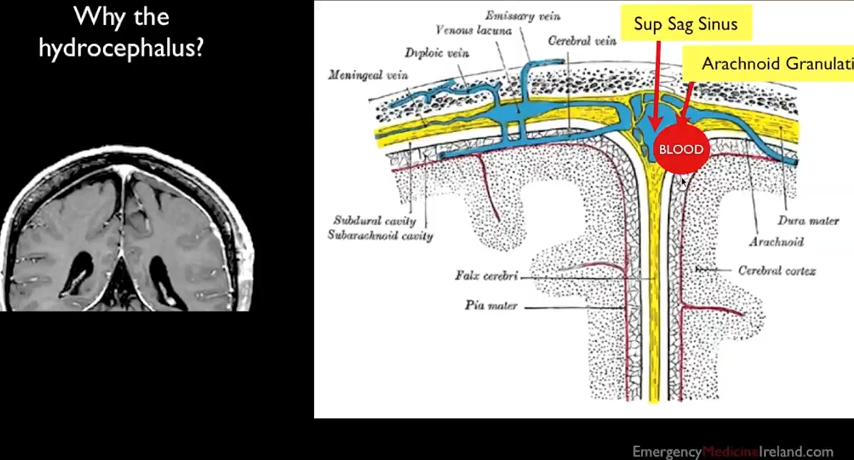 Why the
hydrocephalus?
Emissary vein
Venous lacuna
Diploic vein
Cerebral vein
Meningeal vein
Sup Sag Sinus
Arachnoid Granulati
BLOOD
Subdural cavity
Subarachnoid cavity
Dura mater
Arachnoid
Falx cerebri
Cerebral cortex
Pia mater
EmergencyMedicineIreland.com